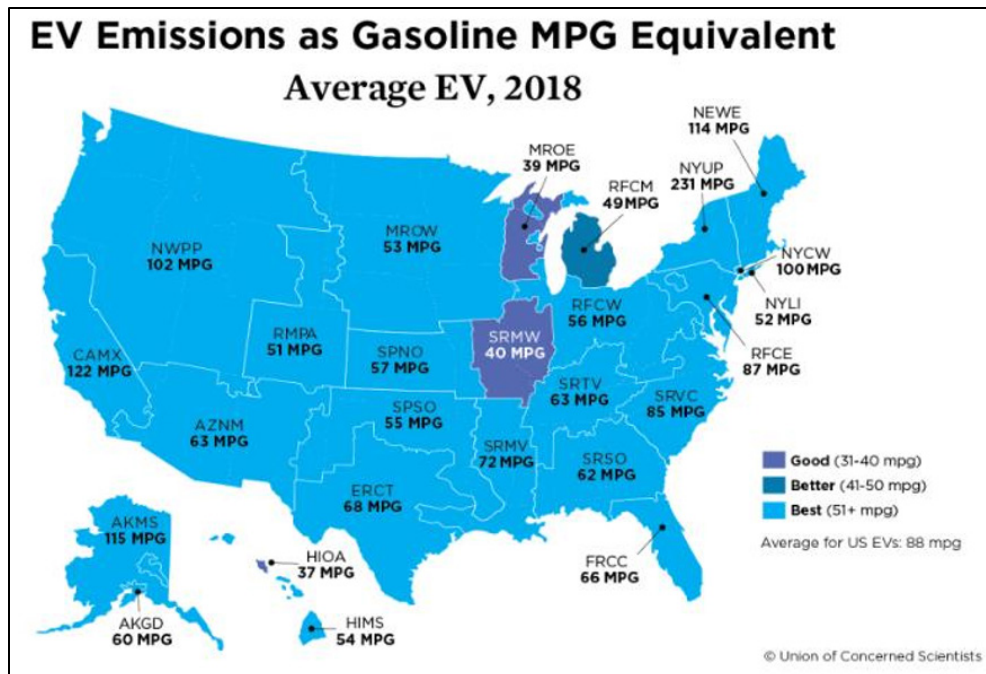 EV Emissions as Gasoline MPG Equivalent
Average EV, 2018
NEWE
114 MPG
MROE
39 MPG
NYUP
231 MPG
RFCM
49 MPG
MROW
53 MPG
NWPP
102 MPG
NYCW
100 MPG
RFCW
56 MPG
NYLI
52 MPG
RMPA
51 MPG
SRMW
40 MPG
SPNO
57 MPG
CAMX
122 MPG
RFCE
87 MPG
SRTV
63 MPG
SRVC
85 MPG
SPSO
55 MPG
AZNM
63 MPG
SRMV
72 MPG
SRSO
62 MPG
ERCT
68 MPG
Good (31-40 mpg)
Better (41-50 mpg)
Best (51+ mpg)
Average for US EVs: 88 mpg
AKMS
115 MPG
HIOA
37 MPG
FRCC
66 MPG
AKGD
60 MPG
HIMS
54 MPG
© Union of Concerned Scientists